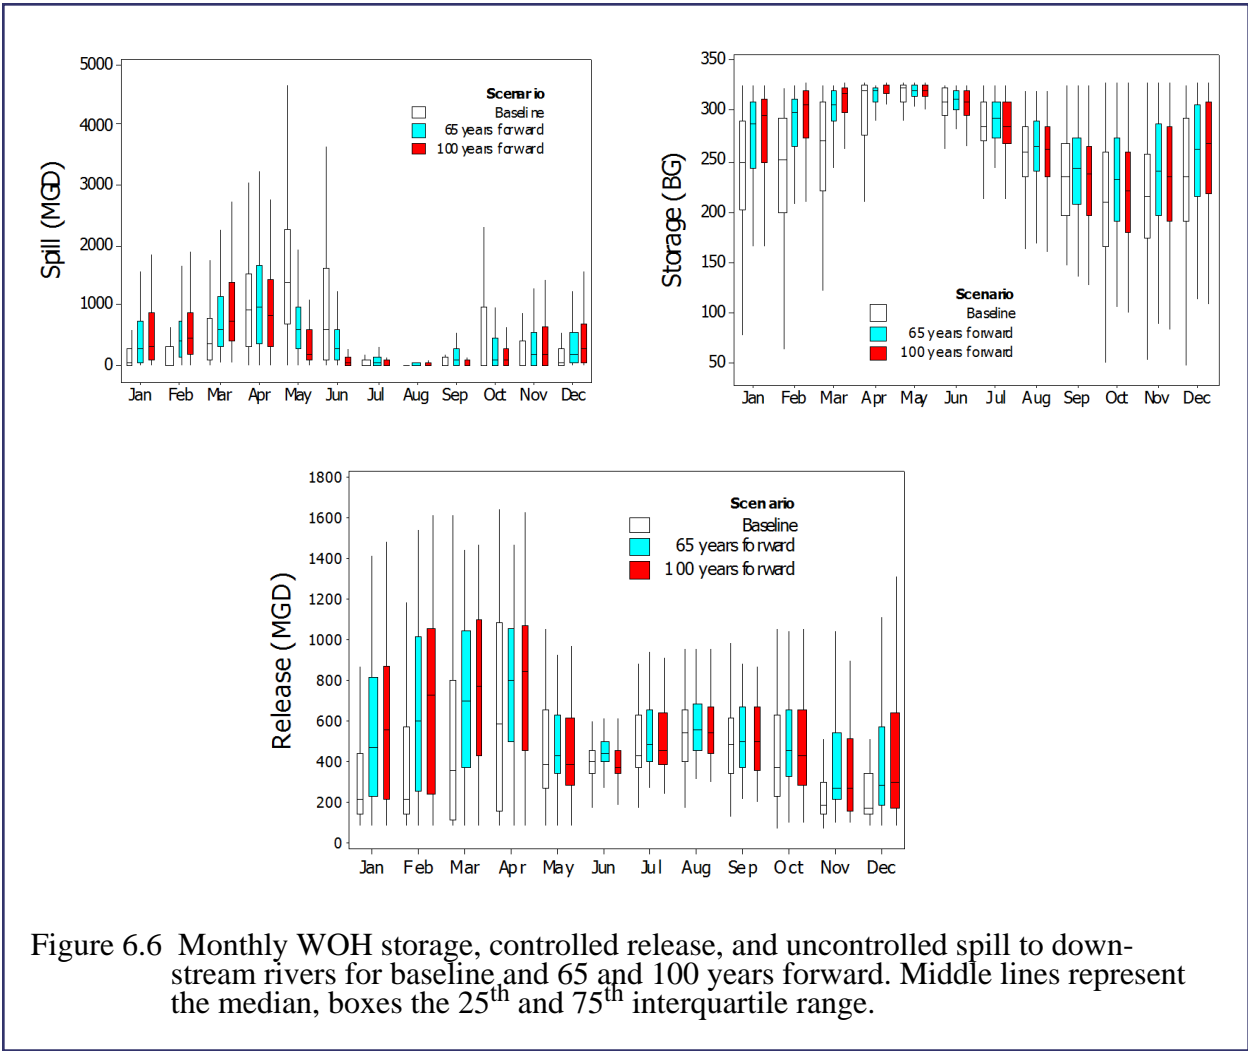 5000
4000
3000
2000
1000
0
Spill (MGD)
Scenario
Baseline
65 years forward
100 years forward
Jan Feb Mar Apr May Jun Jul Aug Sep Oct Nov Dec
350
300
250
200
150
100
50
Storage (BG)
Scenario
Baseline
65 years forward
100 years forward
Jan Feb Mar Apr May Jun Jul Aug Sep Oct Nov Dec
1800
1600
1400
1200
1000
800
600
400
200
0
Release (MGD)
Scenario
Baseline
65 years forward
100 years forward
Jan Feb Mar Apr May Jun Jul Aug Sep Oct Nov Dec
Figure 6.6 Monthly WOH storage, controlled release, and uncontrolled spill to down-
stream rivers for baseline and 65 and 100 years forward. Middle lines represent
the median, boxes the 25th and 75th interquartile range.